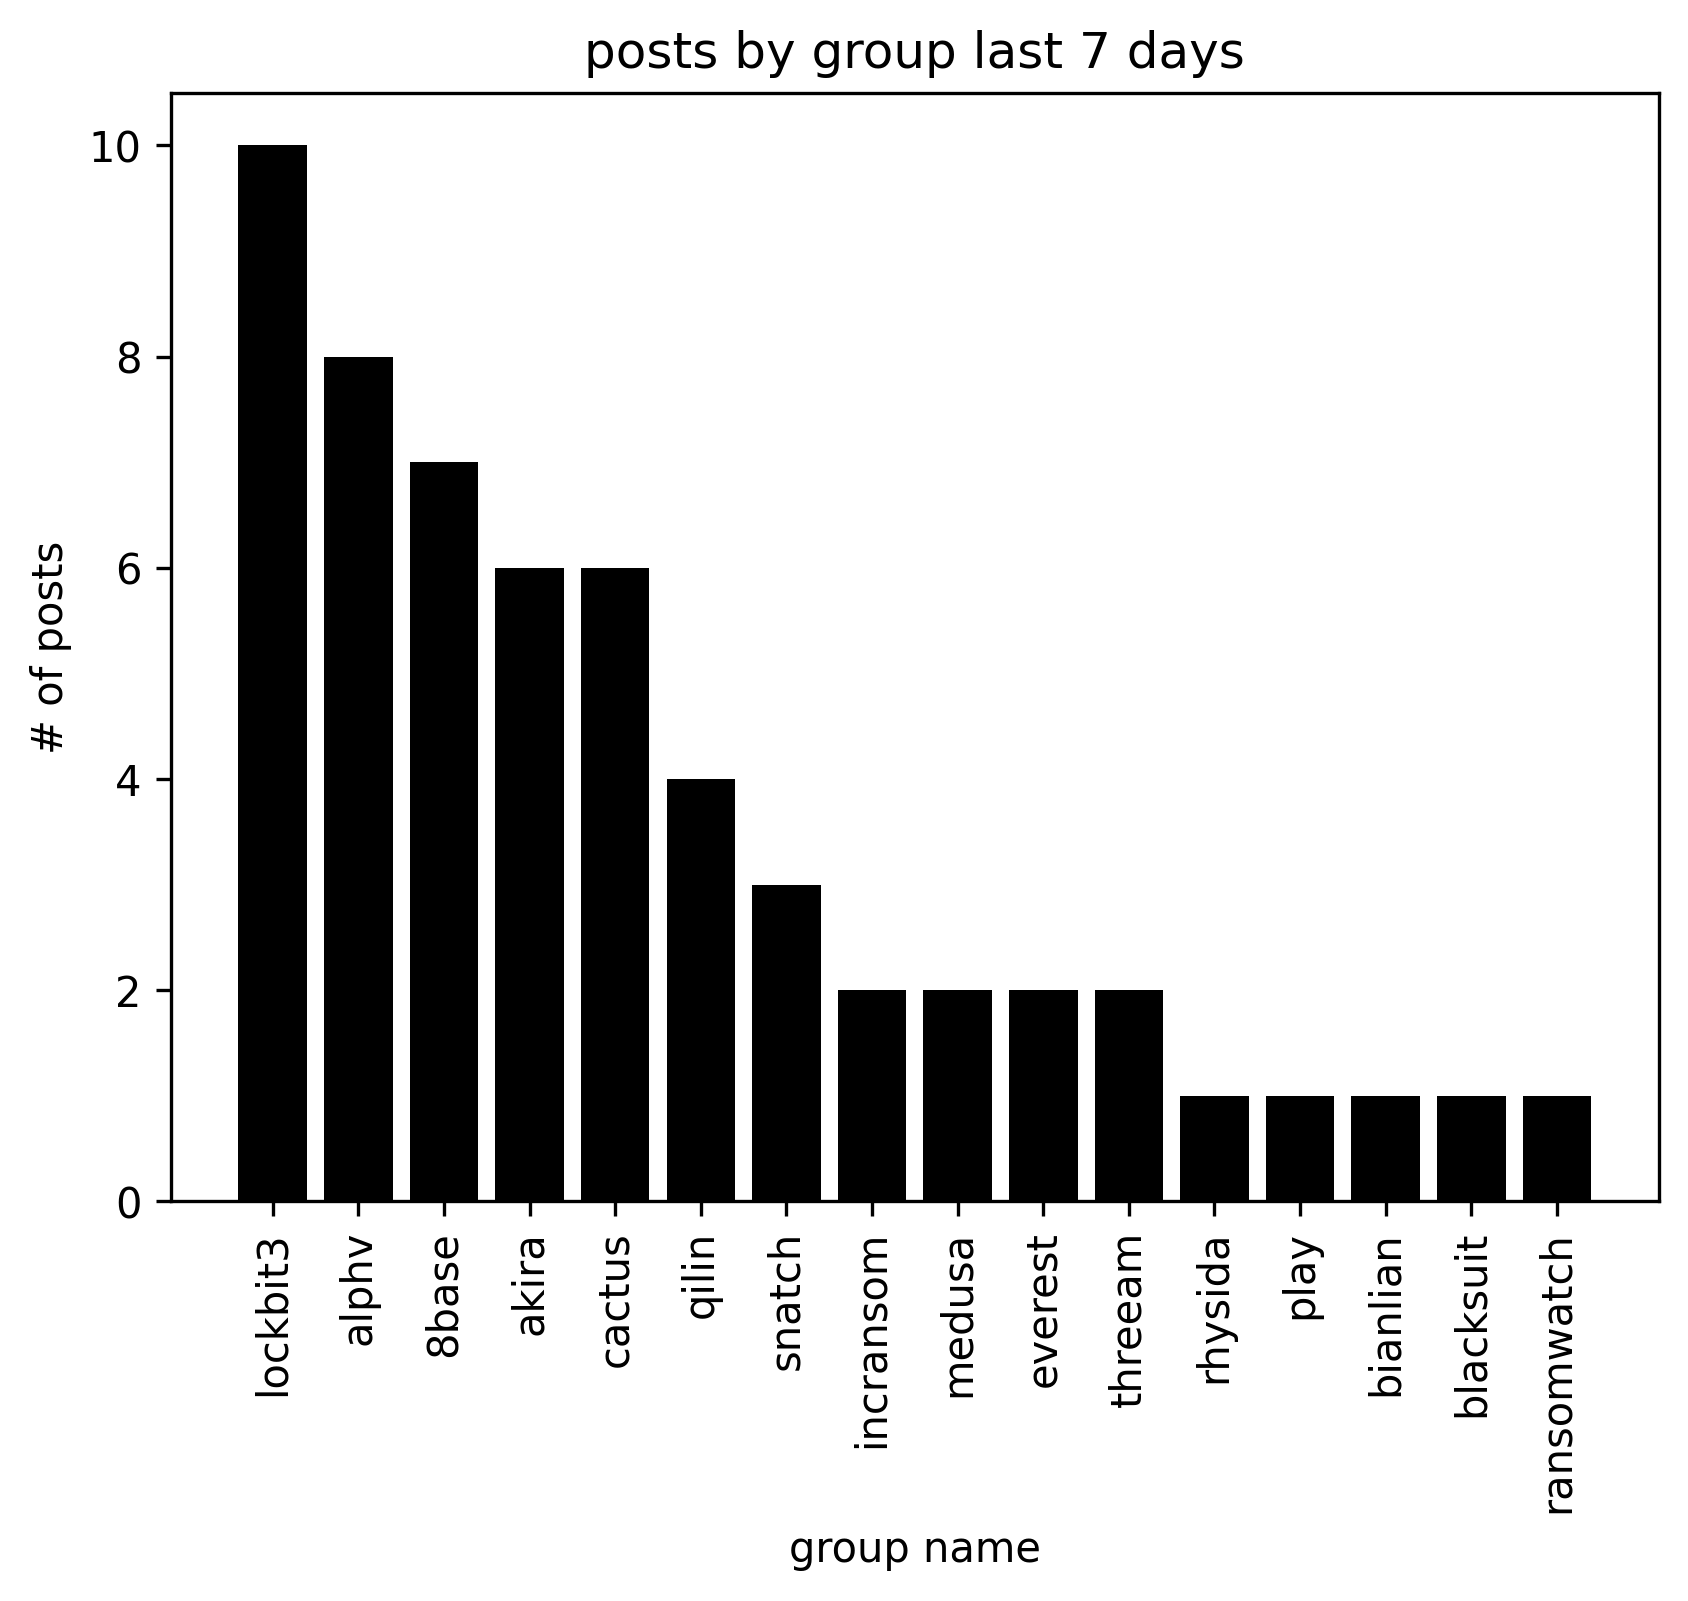 posts by group last 7 days
# of posts
10
8
6
4
2
0
lockbit3
alphv
8base
akira
cactus
qilin
snatch
incransom
medusa
everest
threeam
rhysida
play
bianlian
blacksuit
ransomwatch
group name